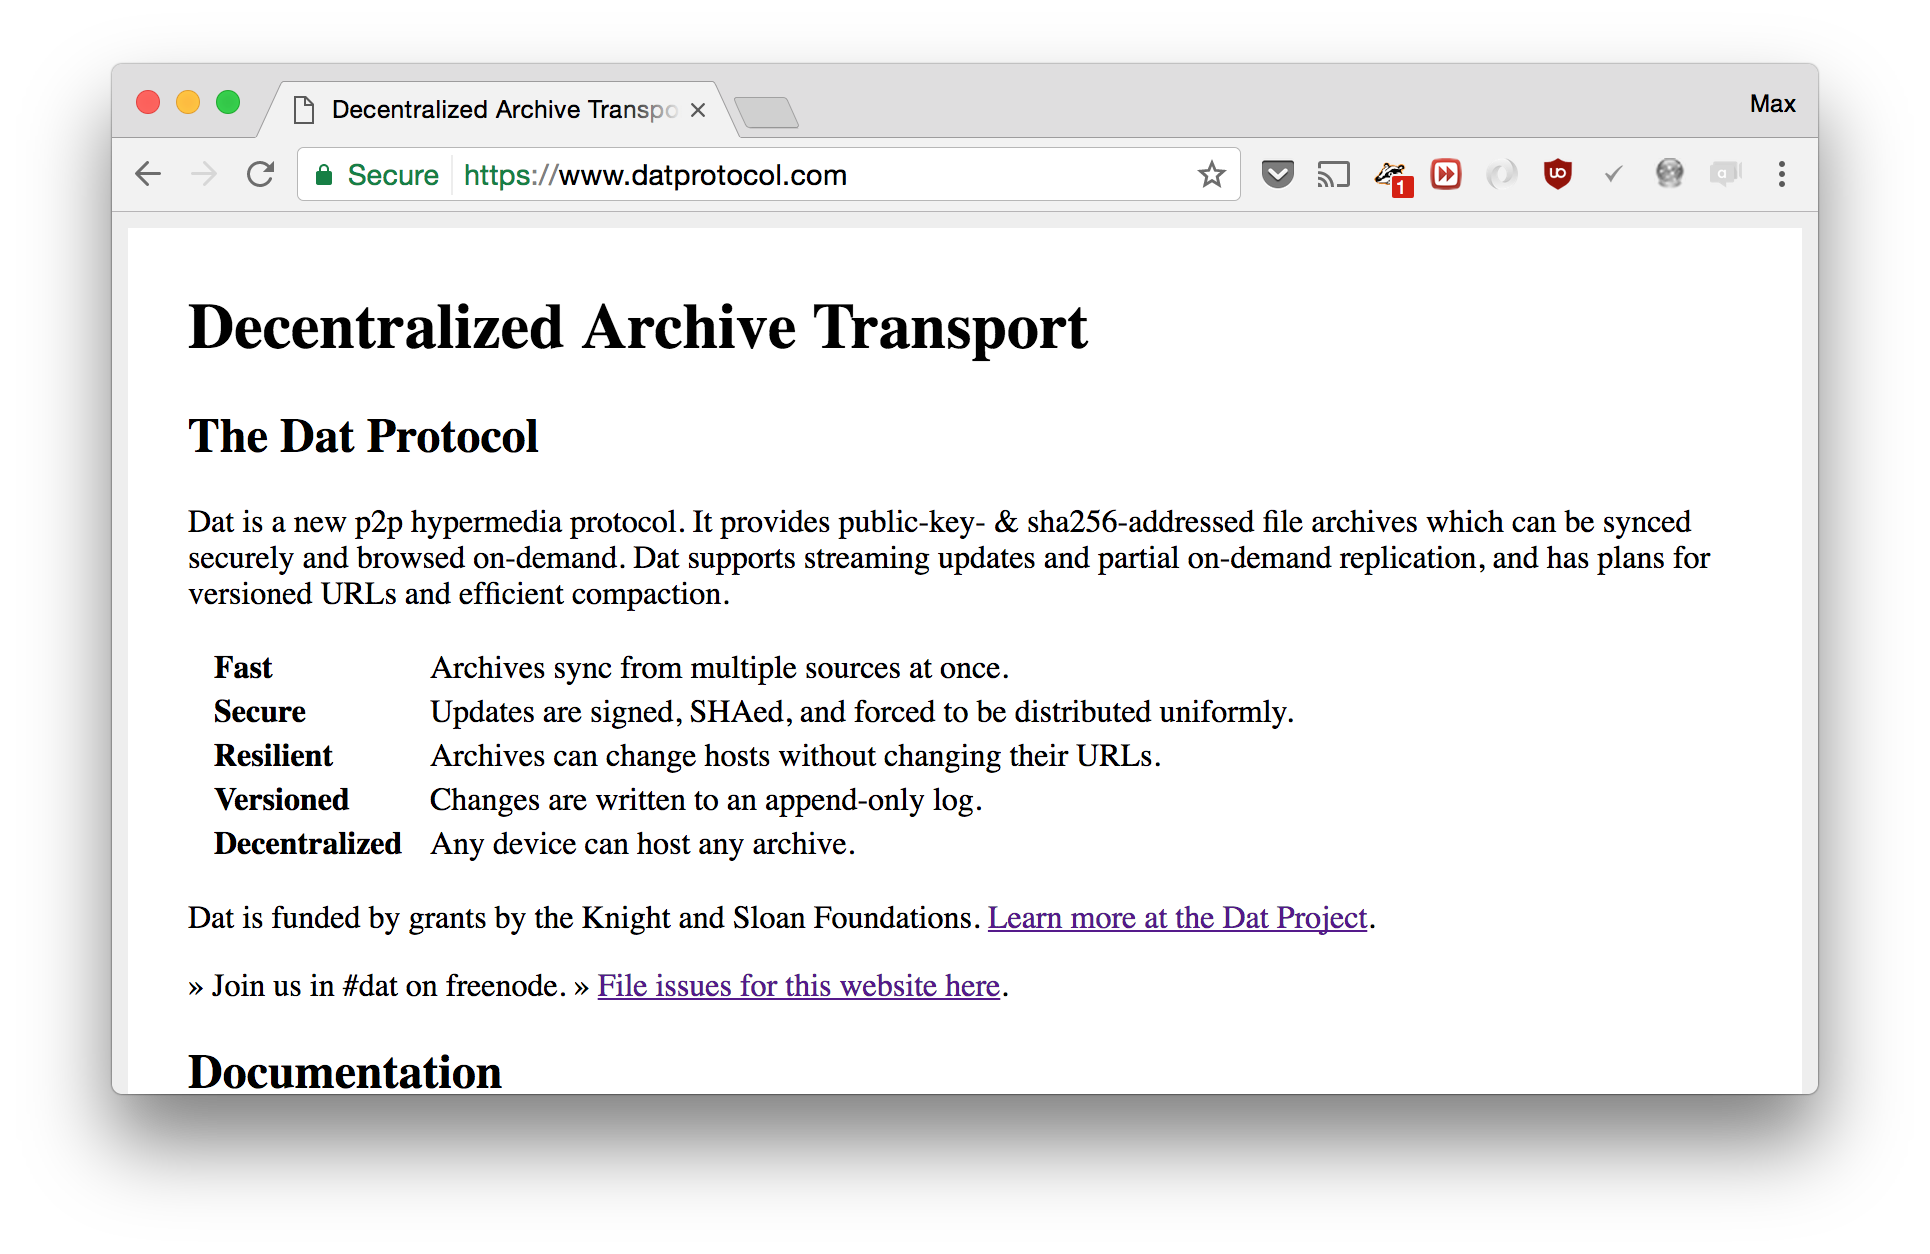 Decentralized Archive Transpo
Max
Secure https://www.datprotocol.com
1
Decentralized Archive Transport
The Dat Protocol
Dat is a new p2p hypermedia protocol. It provides public-key- & sha256-addressed file archives which can be synced
securely and browsed on-demand. Dat supports streaming updates and partial on-demand replication, and has plans for
versioned URLs and efficient compaction.
Fast Archives sync from multiple sources at once.
Secure Updates are signed, SHAed, and forced to be distributed uniformly.
Resilient Archives can change hosts without changing their URLs.
Versioned Changes are written to an append-only log.
Decentralized Any device can host any archive.
Dat is funded by grants by the Knight and Sloan Foundations. Learn more at the Dat Project.
» Join us in #dat on freenode. » File issues for this website here.
Documentation